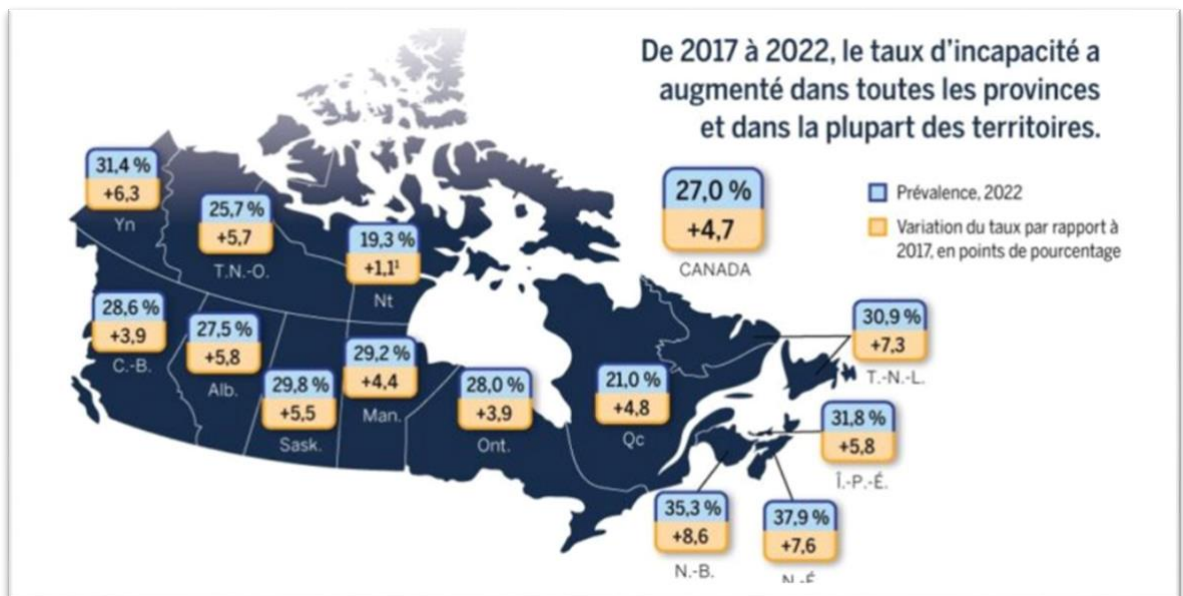 De 2017 à 2022, le taux d'incapacité a
augmenté dans toutes les provinces
et dans la plupart des territoires.
31,4 %
+6,3
Yn
25,7 %
+5,7
T.N.-O.
19,3 %
+1,1¹
Nt
27,0 %
+4,7
CANADA
Prévalence, 2022
Variation du taux par rapport à
2017, en points de pourcentage
28,6 %
+3,9
C.-B.
27,5 %
+5,8
Alb.
29,8 %
+5,5
Sask.
29,2 %
+4,4
Man.
28,0 %
+3,9
Ont.
21,0 %
+4,8
Qc
30,9 %
+7,3
T.-N.-L.
31,8 %
+5,8
Î.-P.-É.
35,3 %
+8,6
N.-B.
37,9 %
+7,6
N.-É.